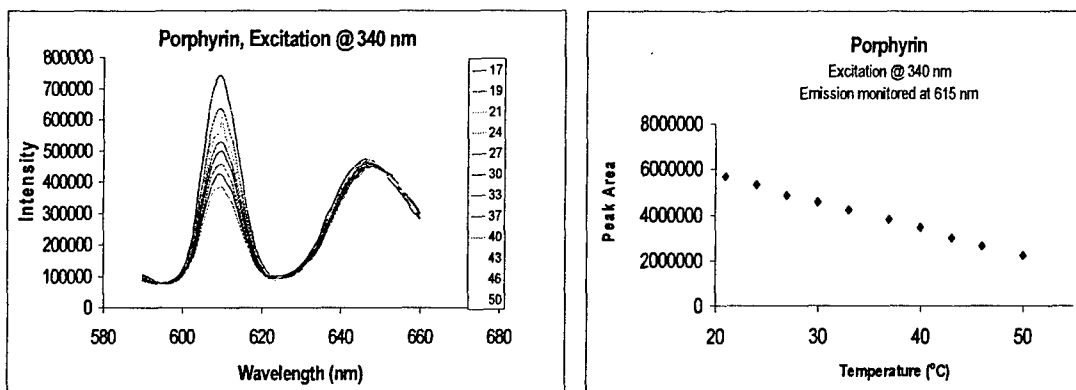 Porphyrin, Excitation @ 340 nm
800000
700000
600000
500000
400000
300000
200000
100000
0
Intensity
580 600 620 640 660 680
Wavelength (nm)
17
19
21
24
27
30
33
37
40
43
46
50
Porphyrin
Excitation @ 340 nm
Emission monitored at 615 nm
8000000
6000000
4000000
2000000
0
Peak Area
20 30 40 50
Temperature (°C)